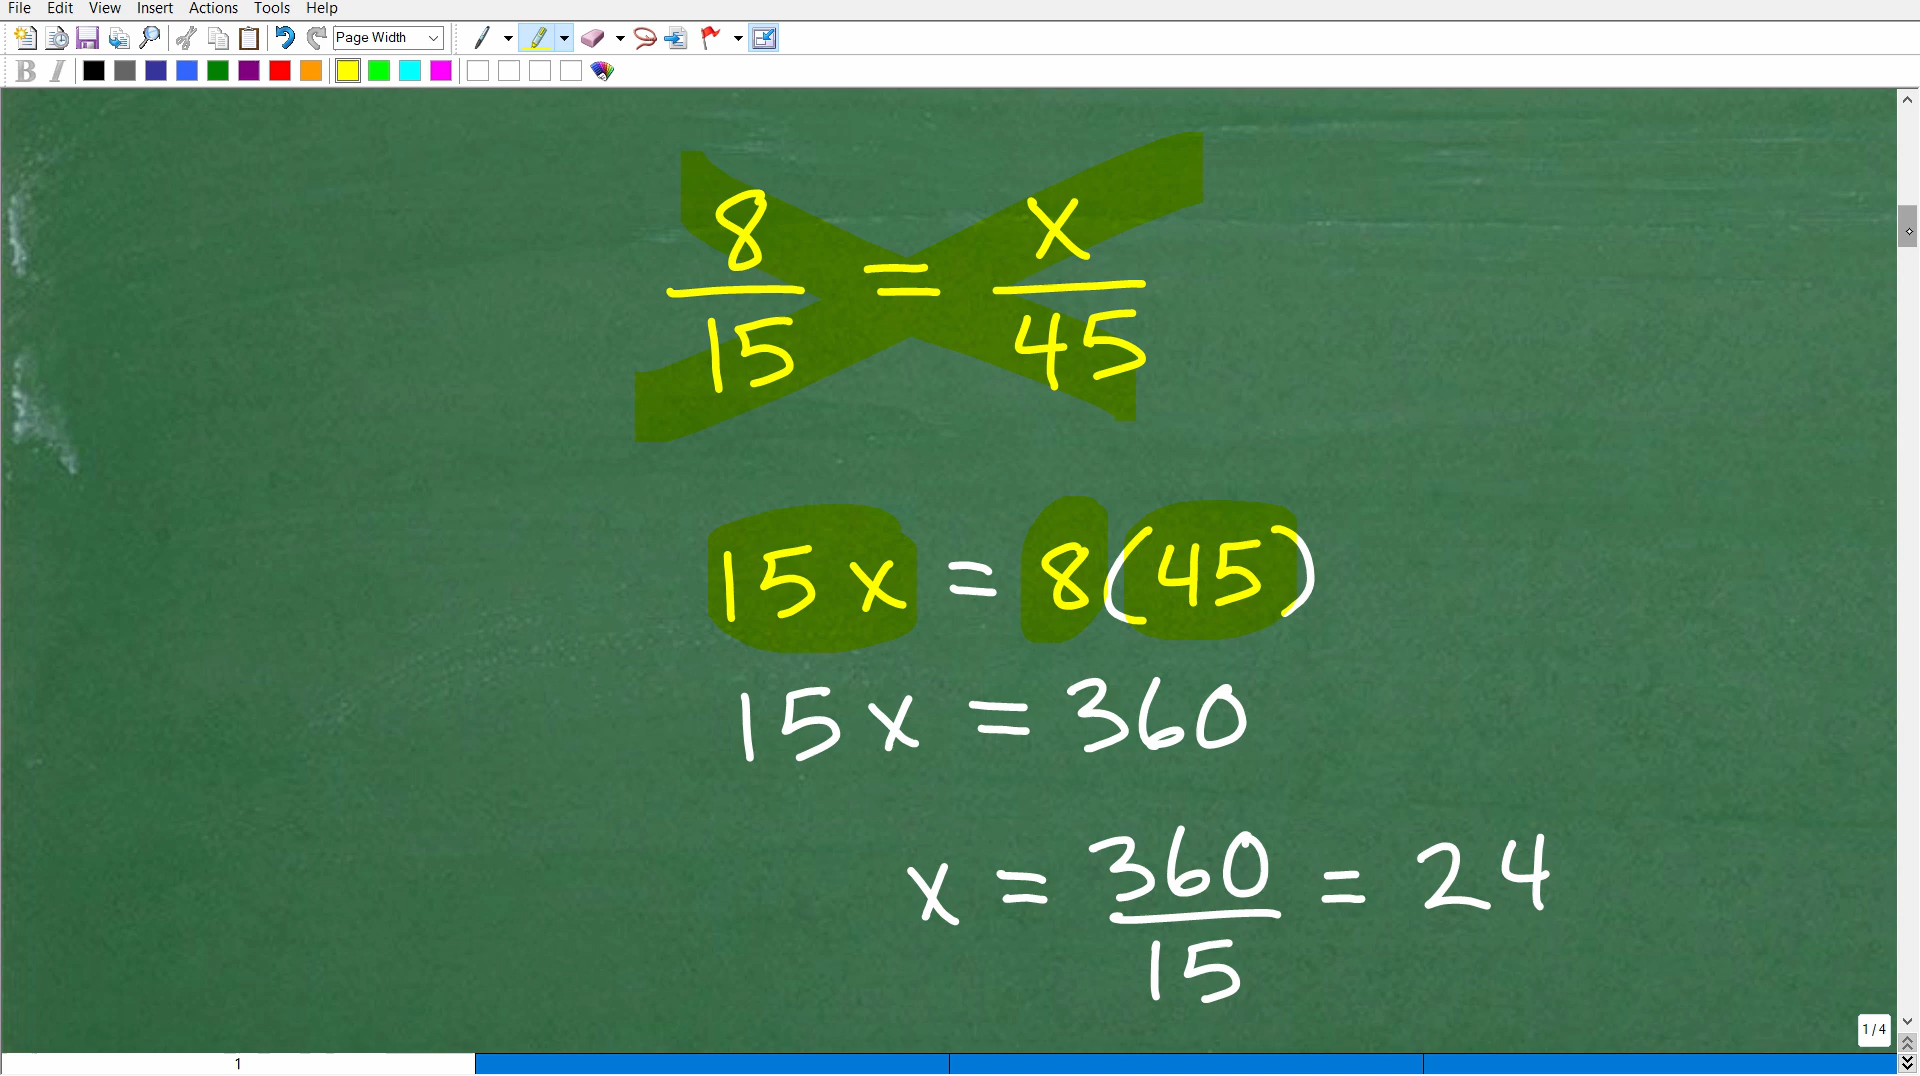 File Edit View Insert Actions Tools Help
Page Width
B I
8/15 = x/45
15x = 8(45)
15x = 360
x = 360/15 = 24
1 / 4
1